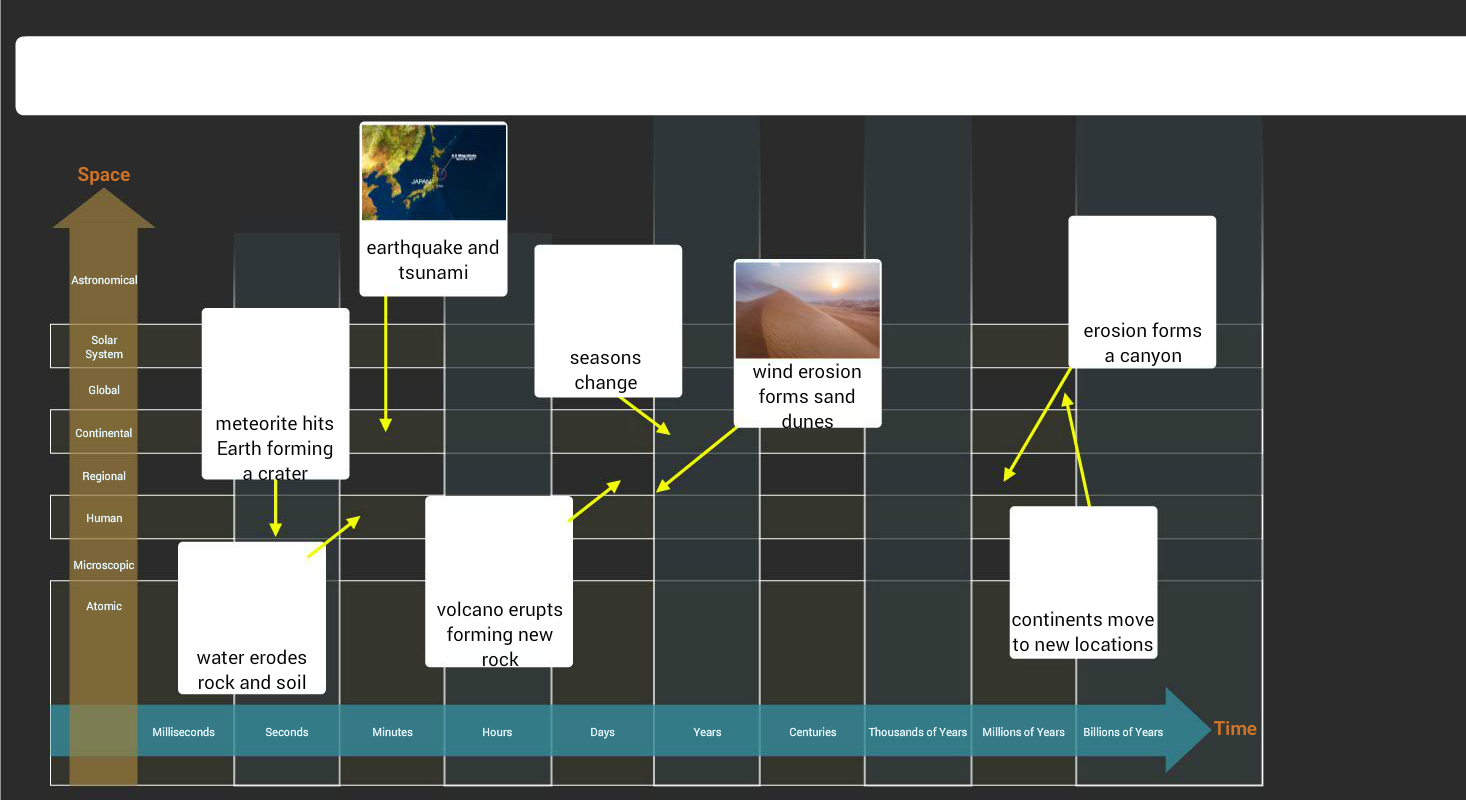 Space
Astronomical
Solar
System
Global
Continental
Regional
Human
Microscopic
Atomic
JAPAN
earthquake and
tsunami
meteorite hits
Earth forming
a crater
seasons
change
wind erosion
forms sand
dunes
erosion forms
a canyon
water erodes
rock and soil
volcano erupts
forming new
rock
continents move
to new locations
Milliseconds
Seconds
Minutes
Hours
Days
Years
Centuries
Thousands of Years
Millions of Years
Billions of Years
Time